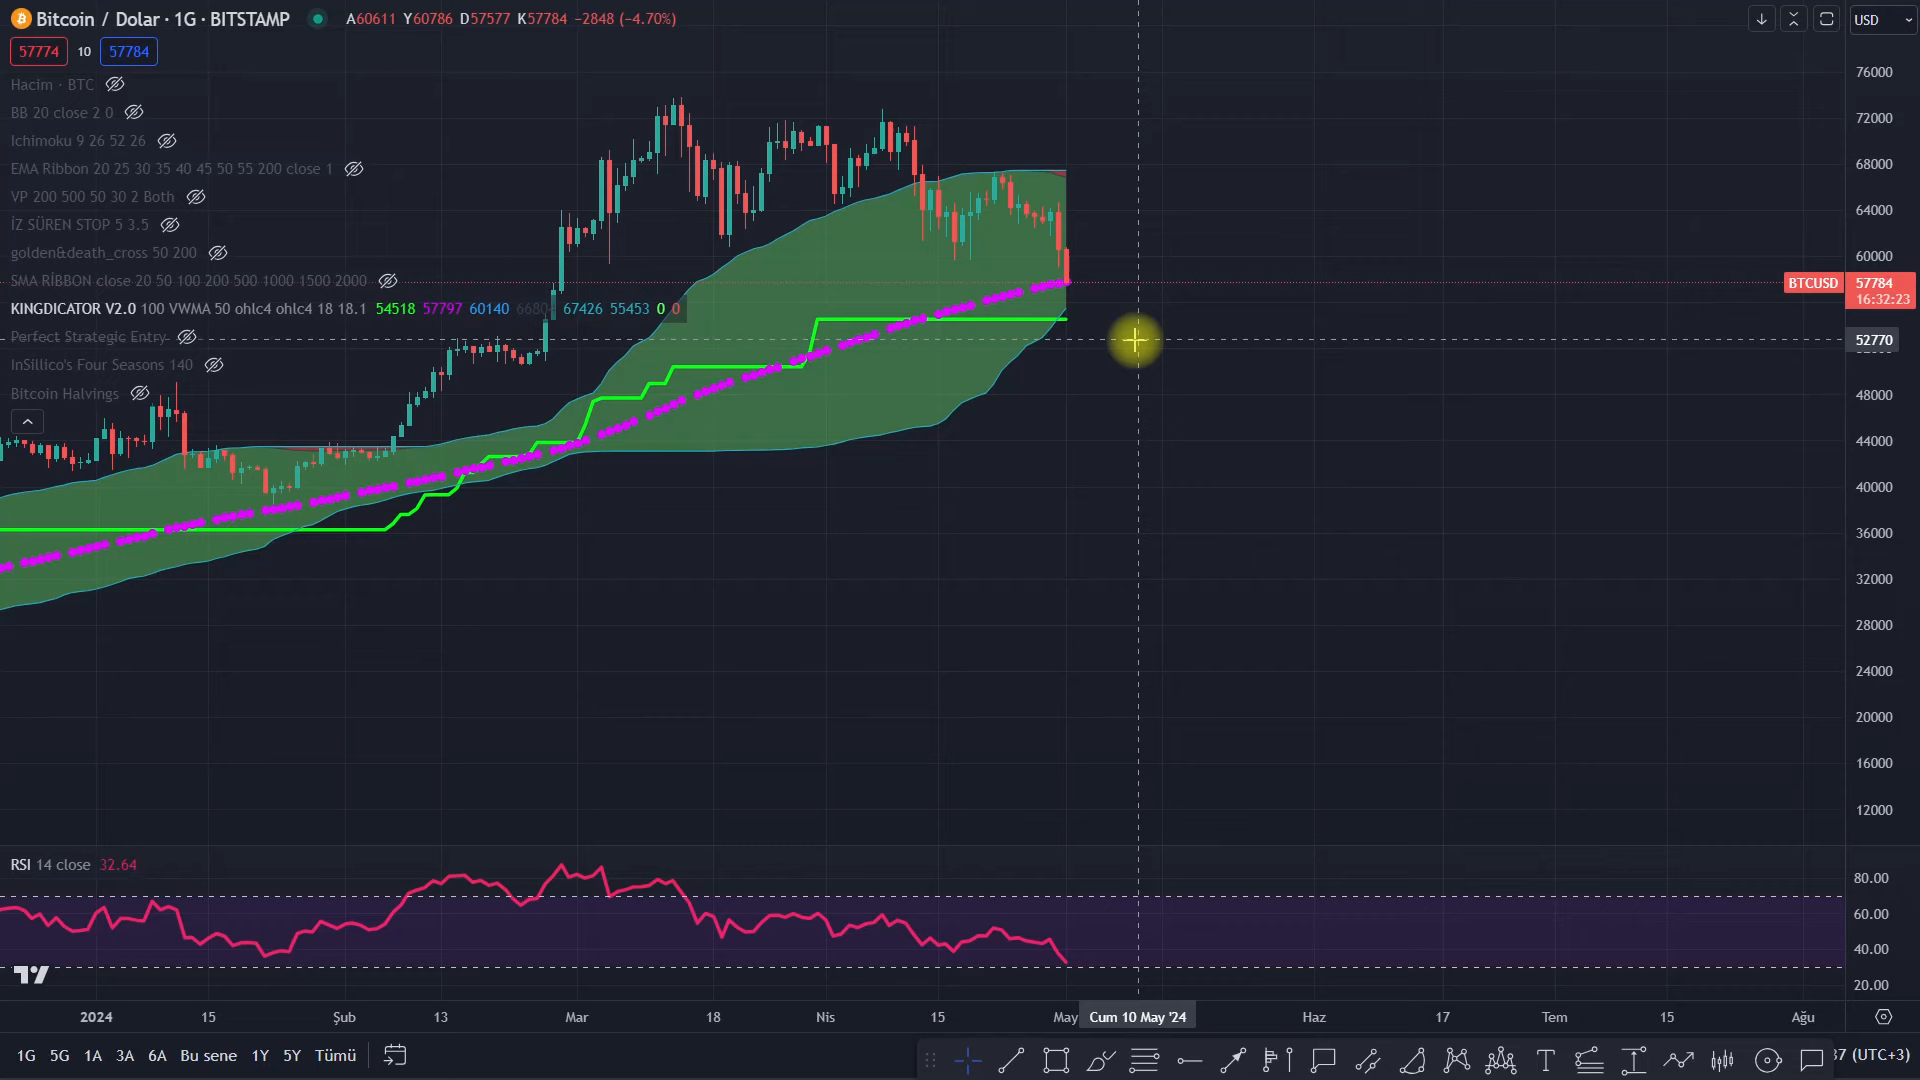 Bitcoin / Dolar · 1G · BITSTAMP A60611 Y60786 D57577 K57784 −2848 (−4.70%)
USD
57774 10 57784
Hacim · BTC
BB 20 close 2 0
Ichimoku 9 26 52 26
EMA Ribbon 20 25 30 35 40 45 50 55 200 close 1
VP 200 500 50 30 2 Both
İZ SÜREN STOP 5 3.5
golden&death_cross 50 200
SMA RİBBON close 20 50 100 200 500 1000 1500 2000
KINGDICATOR V2.0 100 VWMA 50 ohlc4 ohlc4 18 18.1 54518 57797 60140 67426 55453 0 0
Perfect Strategic Entry
InSillico's Four Seasons 140
Bitcoin Halvings
76000
72000
68000
64000
60000
BTCUSD 57784
16:32:23
52770
48000
44000
40000
36000
32000
28000
24000
20000
16000
12000
RSI 14 close 32.64
80.00
60.00
40.00
20.00
2024 15 Şub 13 Mar 18 Nis 15 May Cum 10 May '24 Haz 17 Tem 15 Ağu
1G 5G 1A 3A 6A Bu sene 1Y 5Y Tümü
37 (UTC+3)